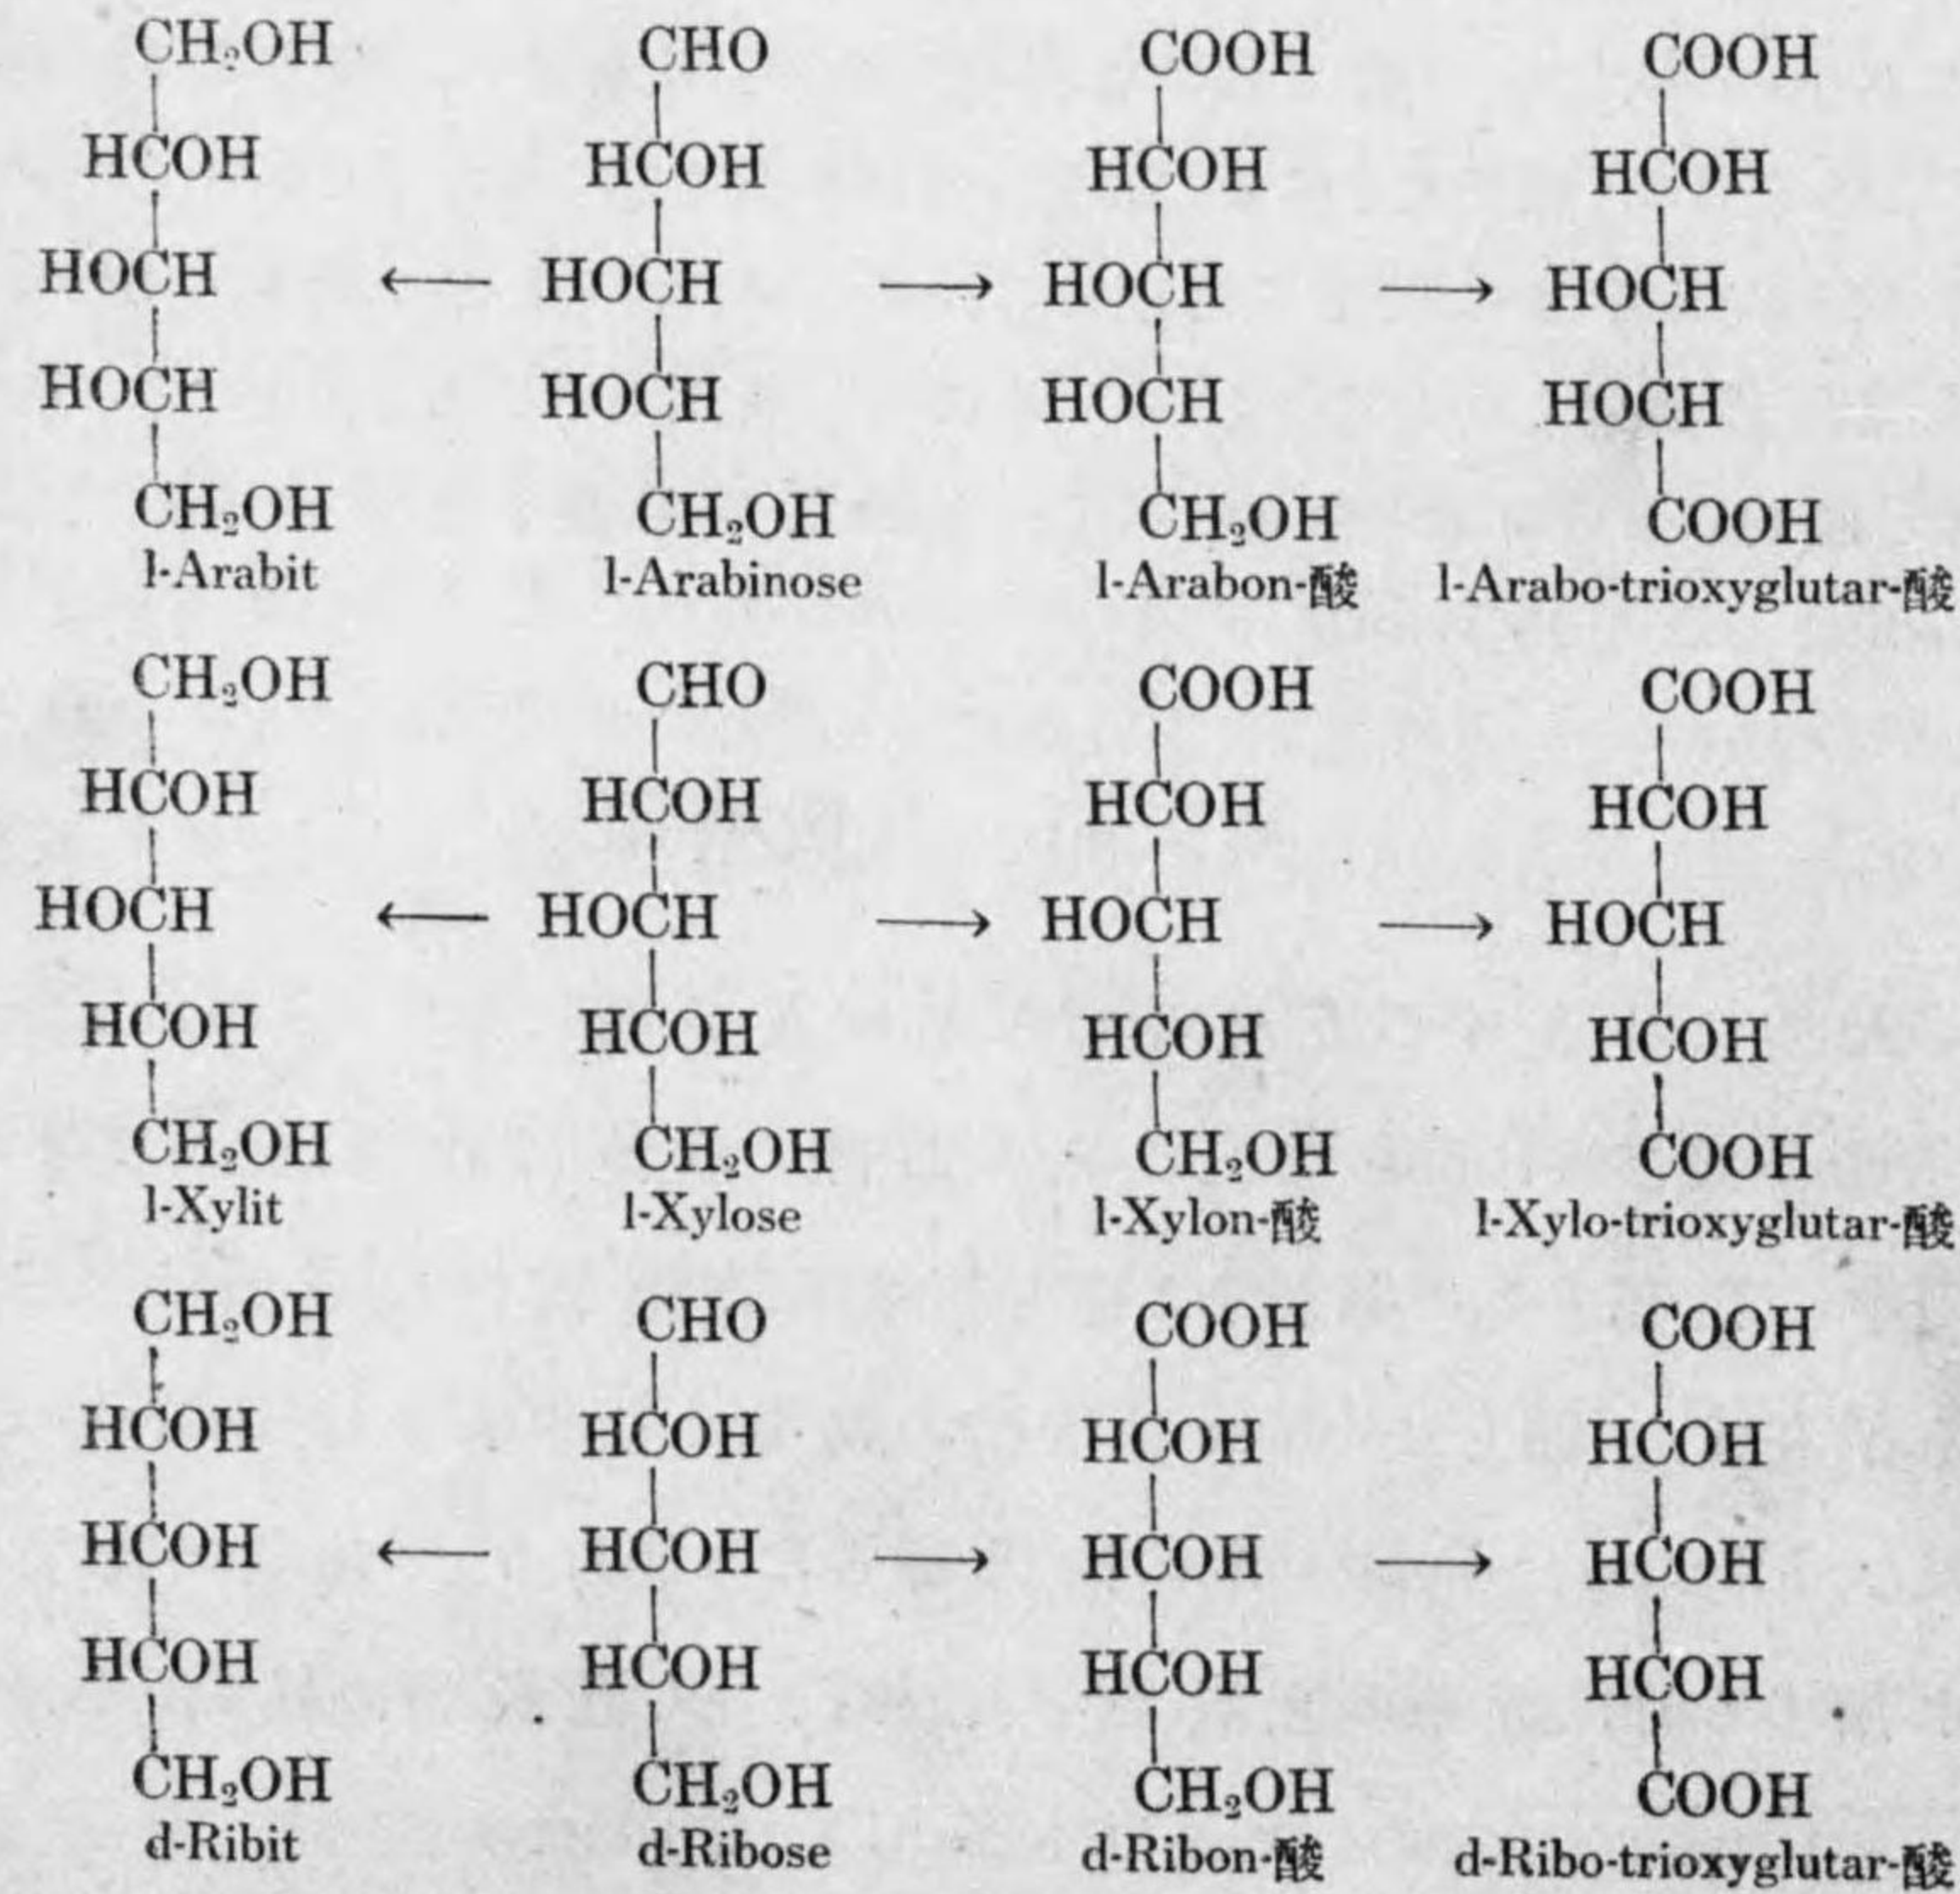 CH₂OH CHO COOH COOH
HCOH HCOH HCOH HCOH
HOCH ← HOCH → HOCH → HOCH
HOCH HOCH HOCH HOCH
CH₂OH CH₂OH CH₂OH COOH
l-Arabit l-Arabinose l-Arabon-酸 l-Arabo-trioxyglutar-酸
CH₂OH CHO COOH COOH
HCOH HCOH HCOH HCOH
HOCH ← HOCH → HOCH → HOCH
HCOH HCOH HCOH HCOH
CH₂OH CH₂OH CH₂OH COOH
l-Xylit l-Xylose l-Xylon-酸 l-Xylo-trioxyglutar-酸
CH₂OH CHO COOH COOH
HCOH HCOH HCOH HCOH
HCOH ← HCOH → HCOH → HCOH
HCOH HCOH HCOH HCOH
CH₂OH CH₂OH CH₂OH COOH
d-Ribit d-Ribose d-Ribon-酸 d-Ribo-trioxyglutar-酸